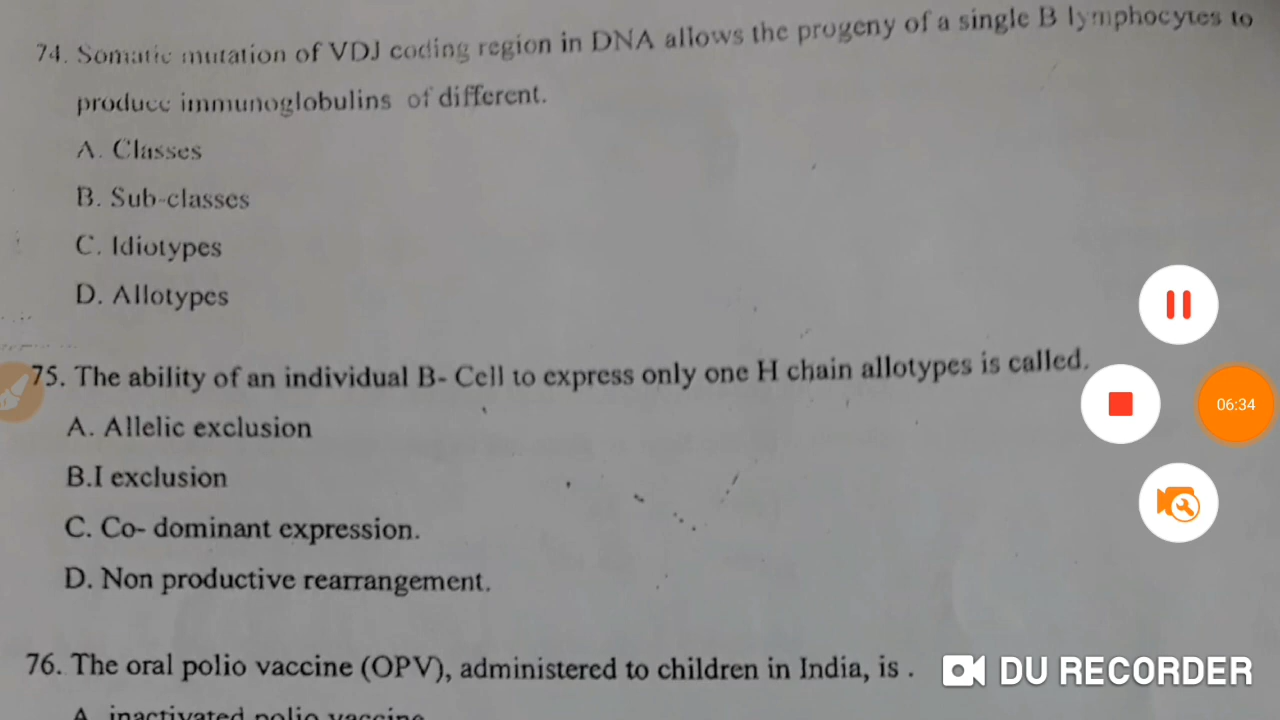 74. Somatic mutation of VDJ coding region in DNA allows the progeny of a single B lymphocytes to
produce immunoglobulins of different.
A. Classes
B. Sub-classes
C. Idiotypes
D. Allotypes
75. The ability of an individual B- Cell to express only one H chain allotypes is called.
A. Allelic exclusion
B.I exclusion
C. Co- dominant expression.
D. Non productive rearrangement.
76. The oral polio vaccine (OPV), administered to children in India, is .
A. inactivated polio vaccine
06:34
DU RECORDER